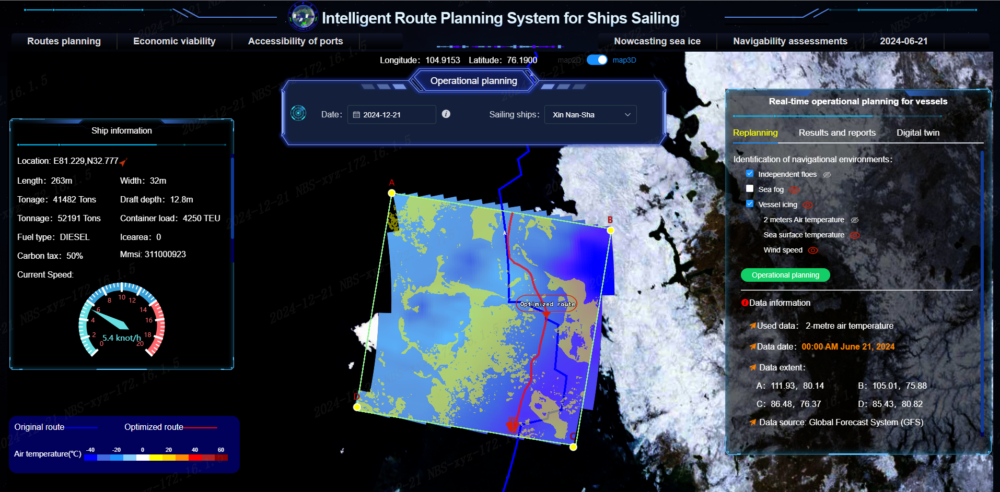 Intelligent Route Planning System for Ships Sailing
Routes planning
Economic viability
Accessibility of ports
Nowcasting sea ice
Navigability assessments
2024-06-21
Longitude: 104.9153 Latitude: 76.1900
map2D
map3D
Operational planning
Date: 2024-12-21
Sailing ships: Xin Nan-Sha
Ship information
Location: E81.229,N32.777
Length: 263m
Width: 32m
Tonage: 41482 Tons
Draft depth: 12.8m
Tonnage: 52191 Tons
Container load: 4250 TEU
Fuel type: DIESEL
Icearea: 0
Carbon tax: 50%
Mmsi: 311000923
Current Speed:
0 2 4 6 8 10 12 14 16 18 20
5.4 knot/h
Original route
Optimized route
Air temperature(℃)
-40 -20 0 20 40 60
A
B
A
Optimized route
D
C
Real-time operational planning for vessels
Replanning
Results and reports
Digital twin
Identification of navigational environments:
Independent floes
Sea fog
Vessel icing
2 meters Air temperature
Sea surface temperature
Wind speed
Operational planning
Data information
Used data: 2-metre air temperature
Data date: 00:00 AM June 21, 2024
Data extent:
A: 111.93, 80.14
B: 105.01, 75.88
C: 86.48, 76.37
D: 85.43, 80.82
Data source: Global Forecast System (GFS)
2024-12-21 NBS-xyz-172.16.1.5